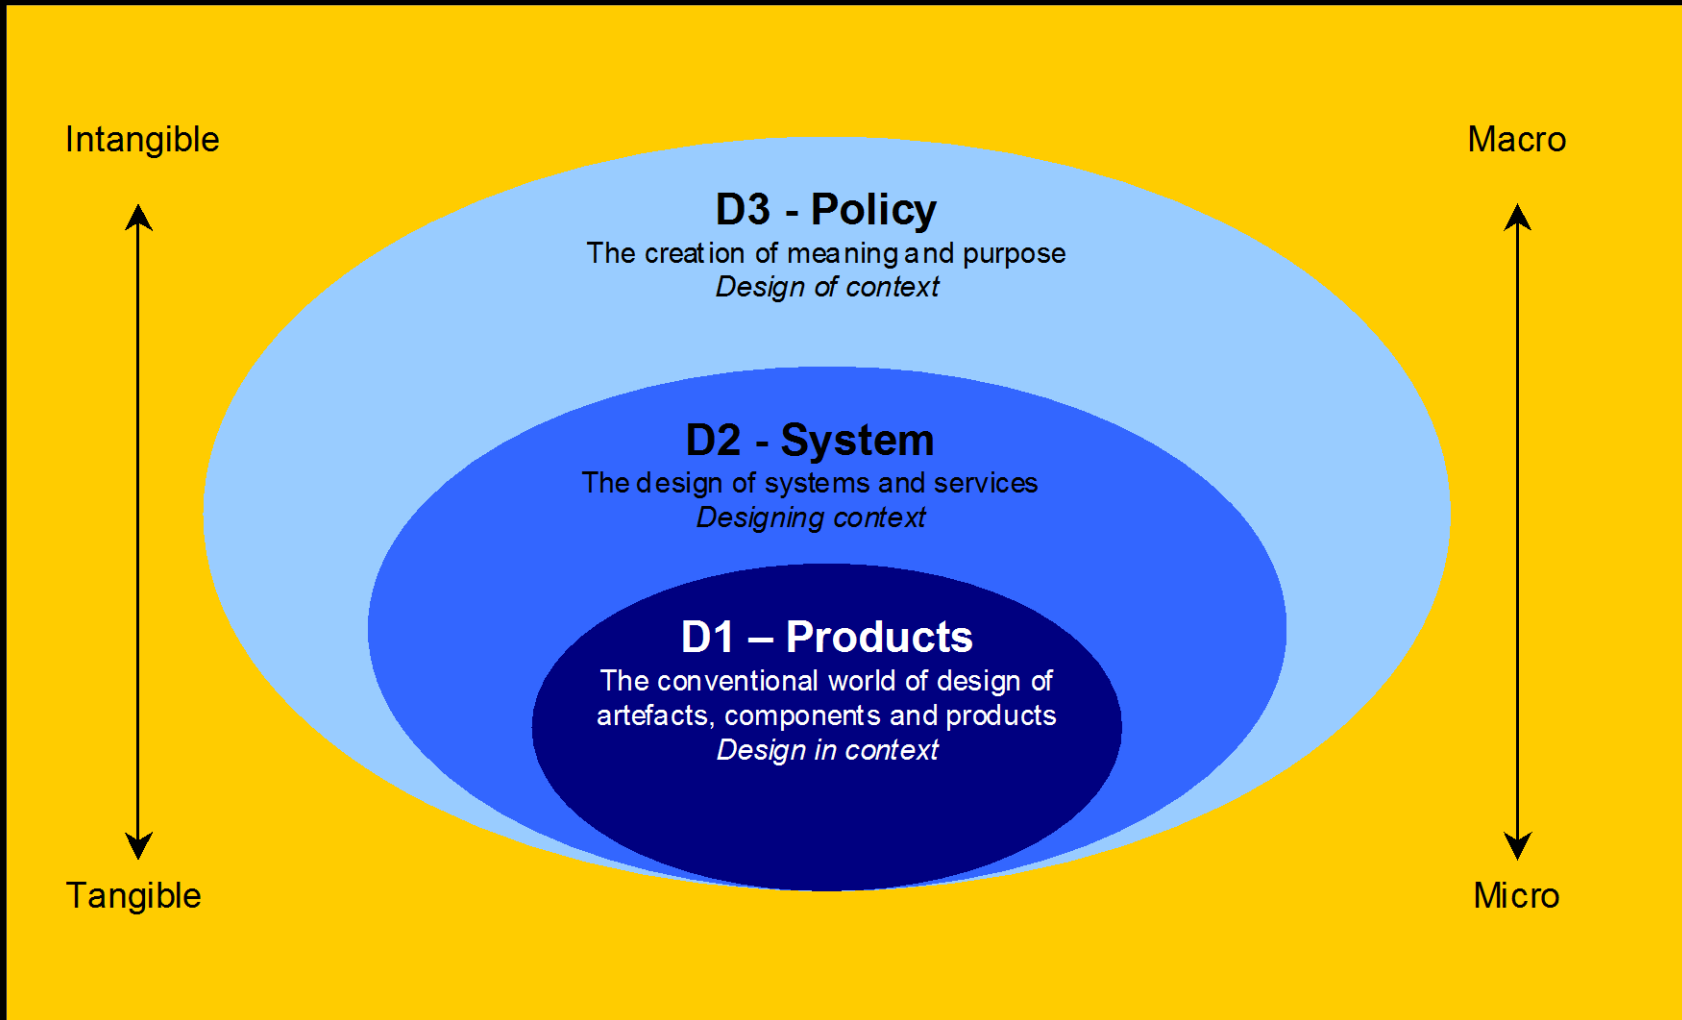 Intangible
Macro
D3 - Policy
The creation of meaning and purpose
Design of context
D2 - System
The design of systems and services
Designing context
D1 – Products
The conventional world of design of
artefacts, components and products
Design in context
Tangible
Micro